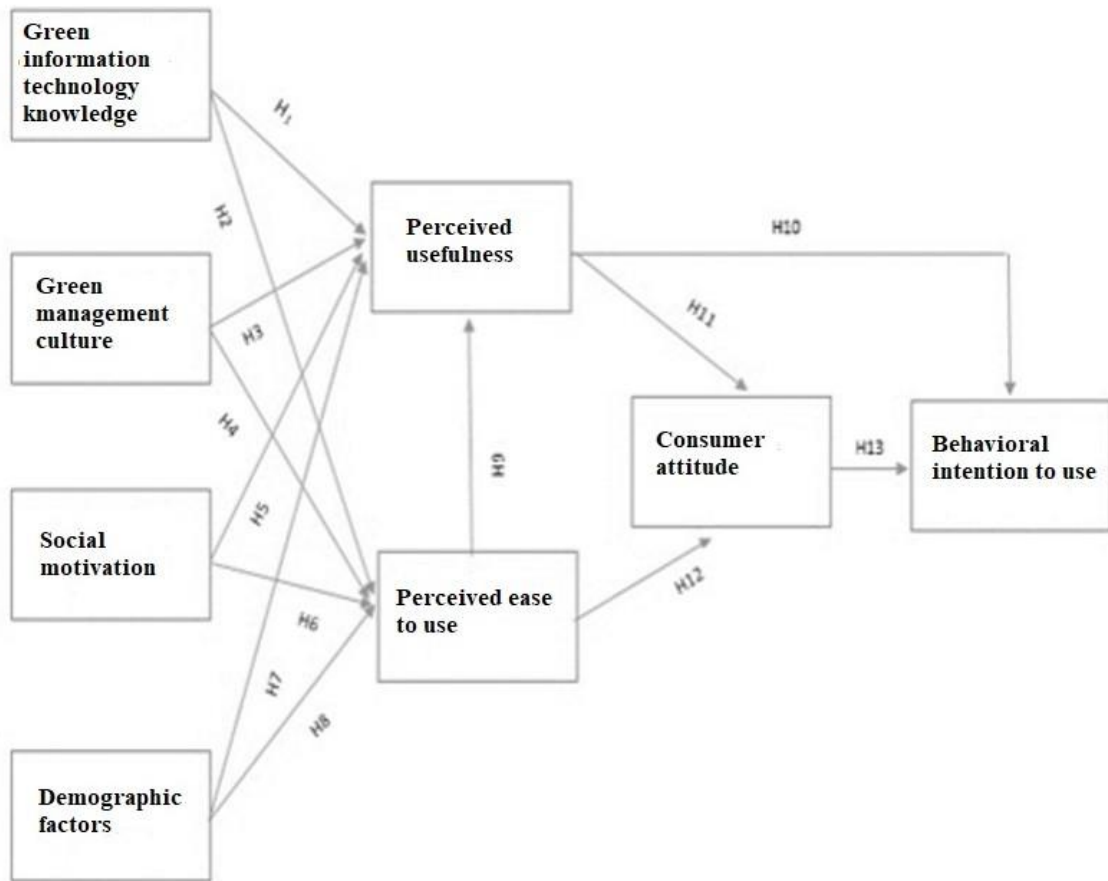 Green
information
technology
knowledge
H1
H2
Perceived
usefulness
H10
Green
management
culture
H3
H11
H4
Consumer
attitude
H13
Behavioral
intention to use
H9
Social
motivation
H5
Perceived ease
to use
H12
H6
H7
H8
Demographic
factors